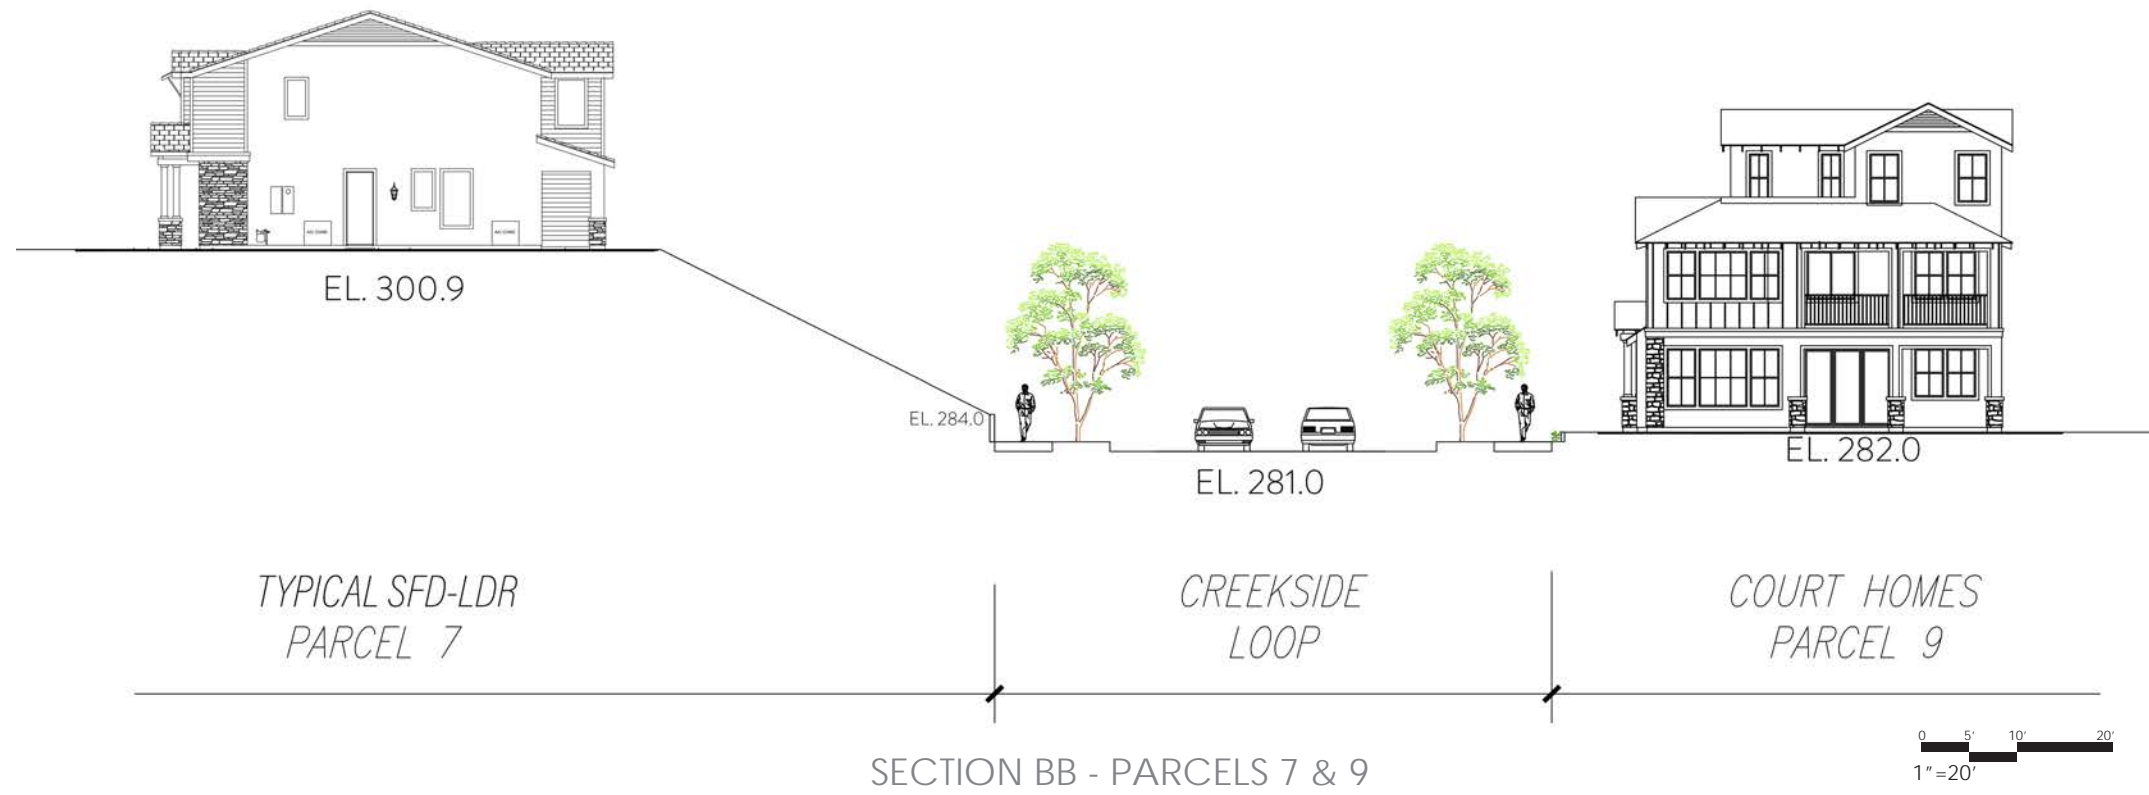 EL. 300.9
EL. 284.0
EL. 281.0
EL. 282.0
TYPICAL SFD-LDR
PARCEL 7
CREEKSIDE
LOOP
COURT HOMES
PARCEL 9
SECTION BB - PARCELS 7 & 9
0 5' 10' 20'
1"=20'